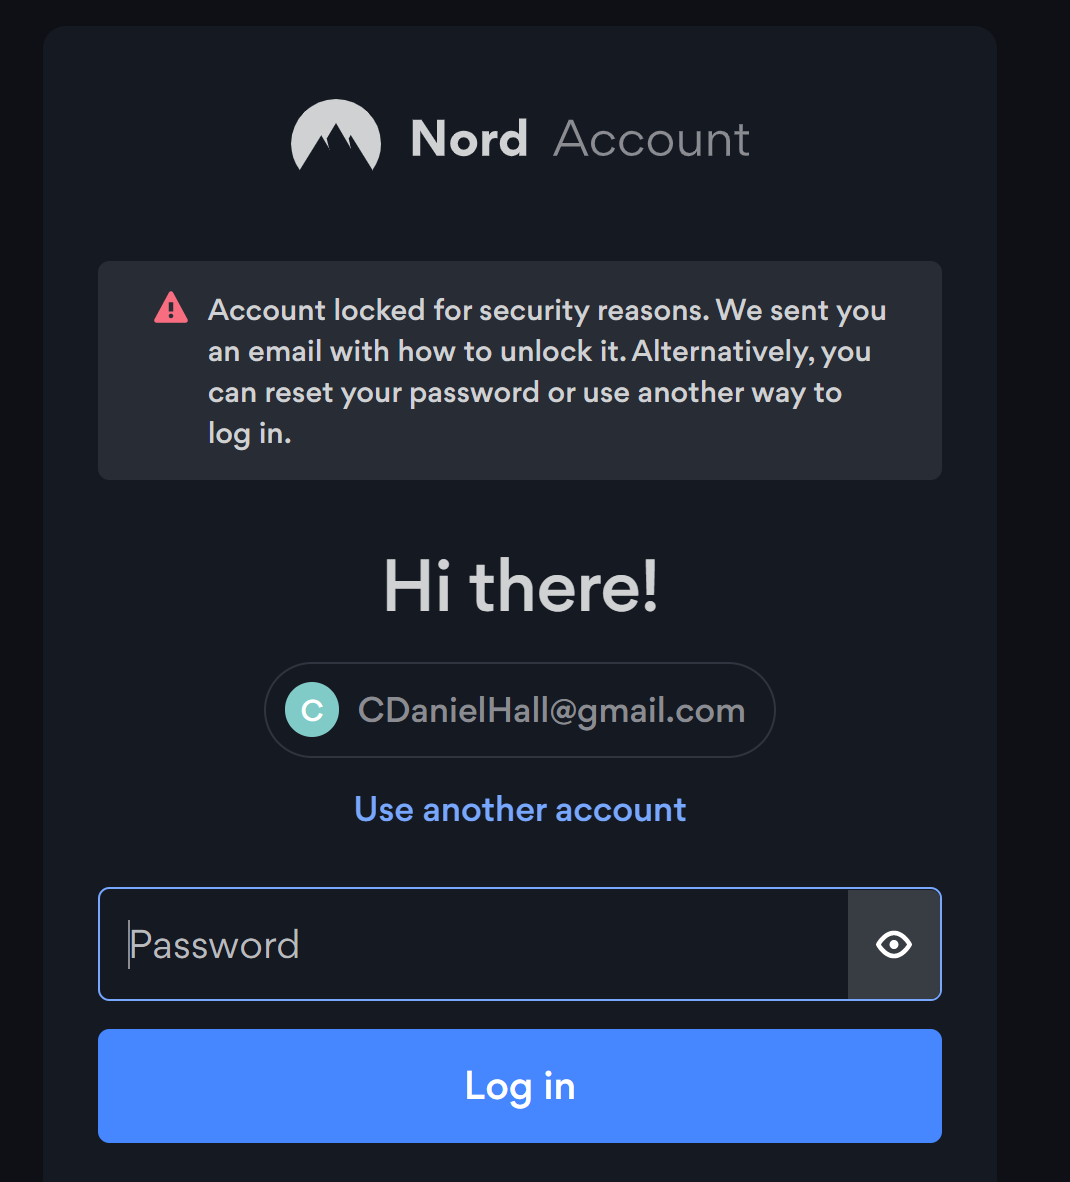 Nord Account
Account locked for security reasons. We sent you
an email with how to unlock it. Alternatively, you
can reset your password or use another way to
log in.
Hi there!
C CDanielHall@gmail.com
Use another account
Password
Log in